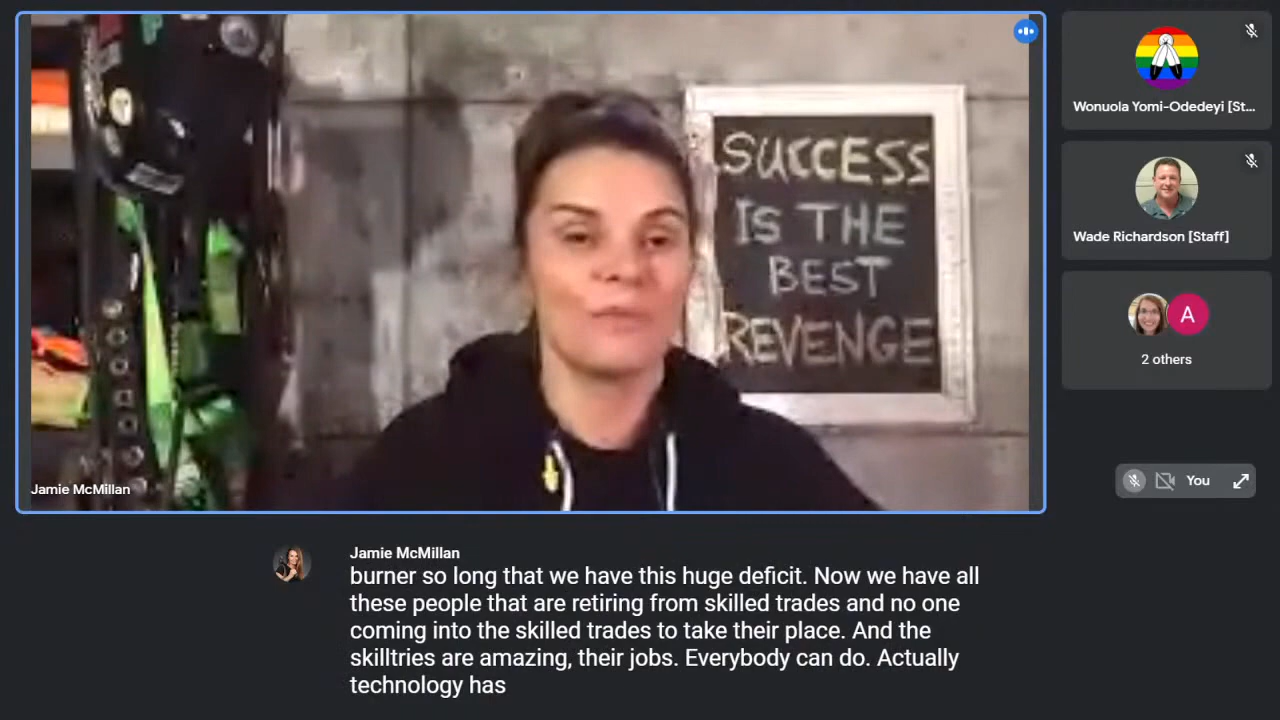 SUCCESS
IS THE
BEST
REVENGE
Jamie McMillan
Wonuola Yomi-Odedeyi [St...
Wade Richardson [Staff]
A
2 others
You
Jamie McMillan
burner so long that we have this huge deficit. Now we have all
these people that are retiring from skilled trades and no one
coming into the skilled trades to take their place. And the
skilltries are amazing, their jobs. Everybody can do. Actually
technology has